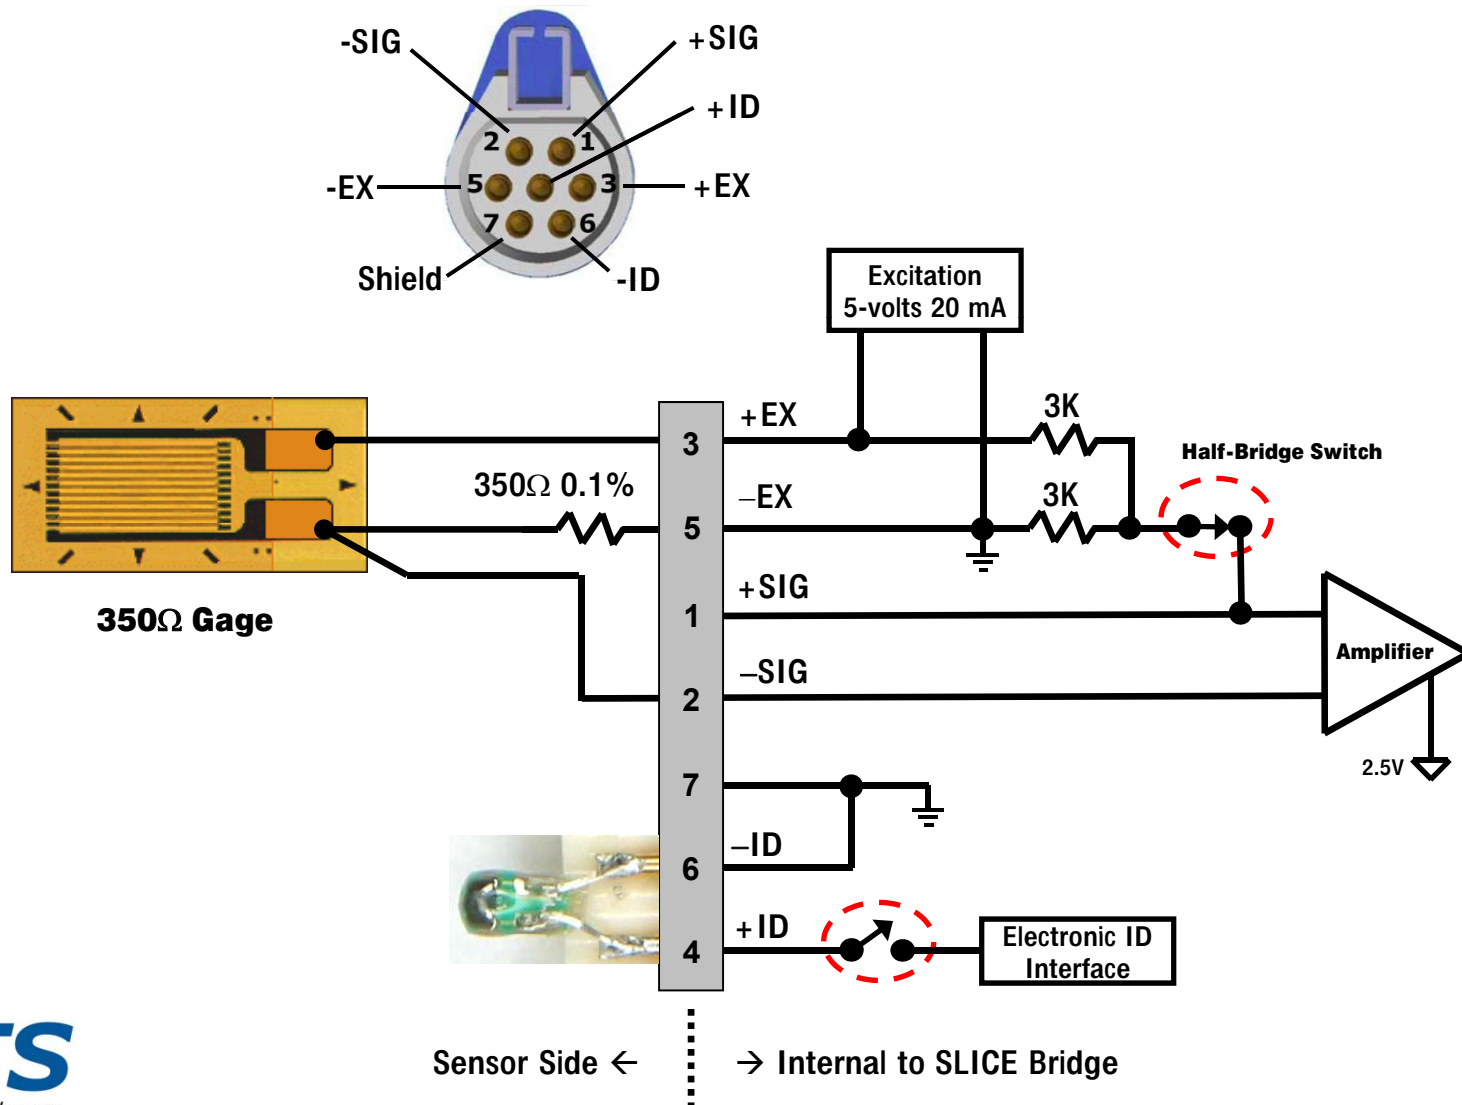 -SIG
+SIG
+ID
2
1
-EX
5
3
+EX
7
6
Shield
-ID
Excitation
5-volts 20 mA
+EX
3K
3
Half-Bridge Switch
350Ω 0.1%
−EX
3K
5
+SIG
350Ω Gage
1
−SIG
Amplifier
2
2.5V
7
−ID
6
+ID
Electronic ID
Interface
4
TS
Sensor Side ←
→ Internal to SLICE Bridge